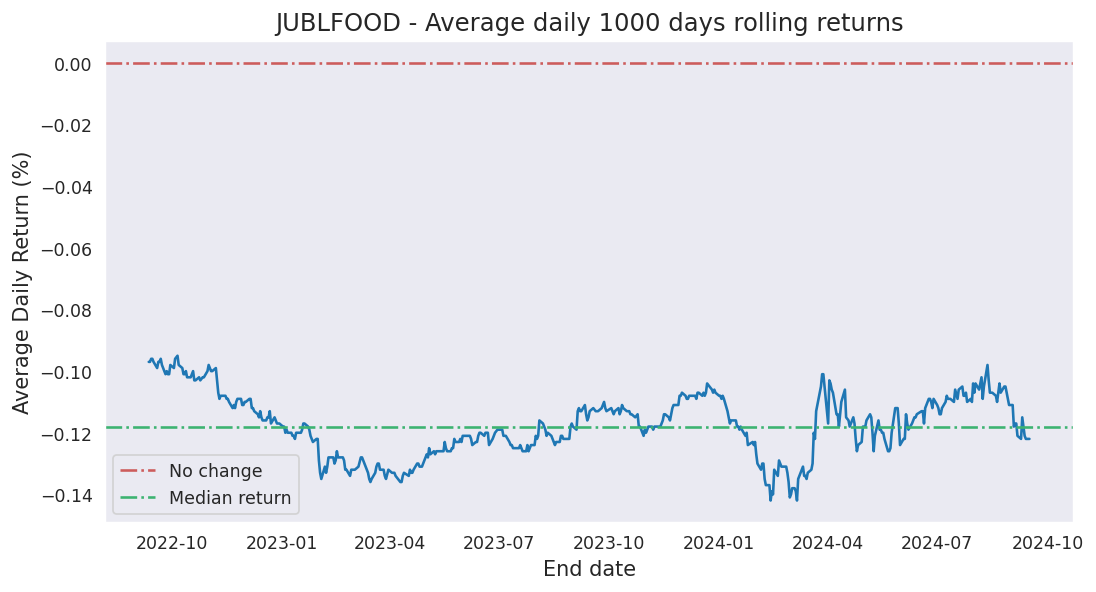 JUBLFOOD - Average daily 1000 days rolling returns
Average Daily Return (%)
0.00
−0.02
−0.04
−0.06
−0.08
−0.10
−0.12
−0.14
No change
Median return
2022-10 2023-01 2023-04 2023-07 2023-10 2024-01 2024-04 2024-07 2024-10
End date